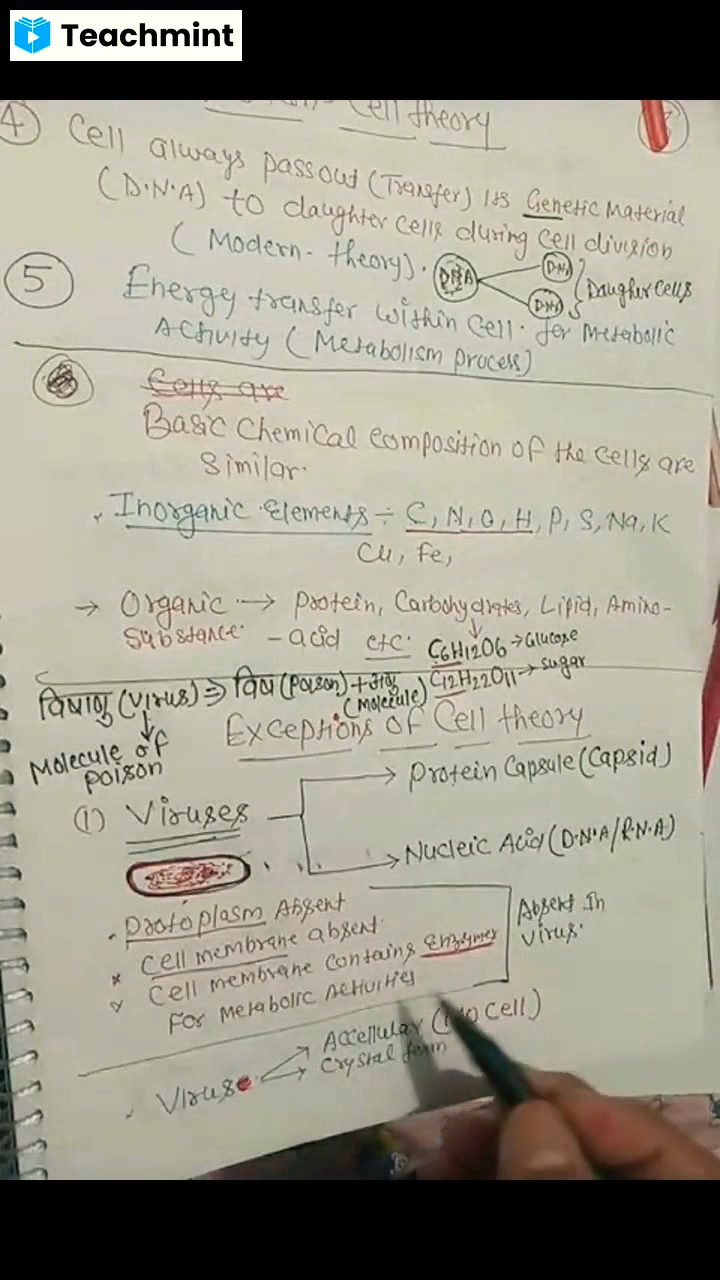 Teachmint
Cell theory
4 Cell always passout (Transfer) its Genetic Material
(D.N.A) to daughter cells during cell division
(Modern- theory).
DNA
Daugher cells
5 Energy transfer within cell. for Metabolic
Activity (Metabolism process)
Cells are
Basic Chemical composition of the cells are
Similar.
Inorganic Elements ÷ C, N, O, H, P, S, Na, K
Cu, Fe,
→ Organic → Protein, Carbohydrates, Lipid, Amino-
Substance - acid etc.
C6H12O6 → Glucose
C12H22O11 → sugar
विषाणु (Virus) ⇒ विष (Poison) + अणु
(Molecule)
Molecule of
poison
Exceptions of Cell theory
(1) Viruses
Protein Capsule (Capsid)
Nucleic Acid (D.N.A/R.N.A)
Protoplasm Absent
Cell membrane absent.
Cell membrane contains Enzymes
For Metabolic Activities
Absent In
virus.
Virus
Accellular (No Cell)
Crystal form